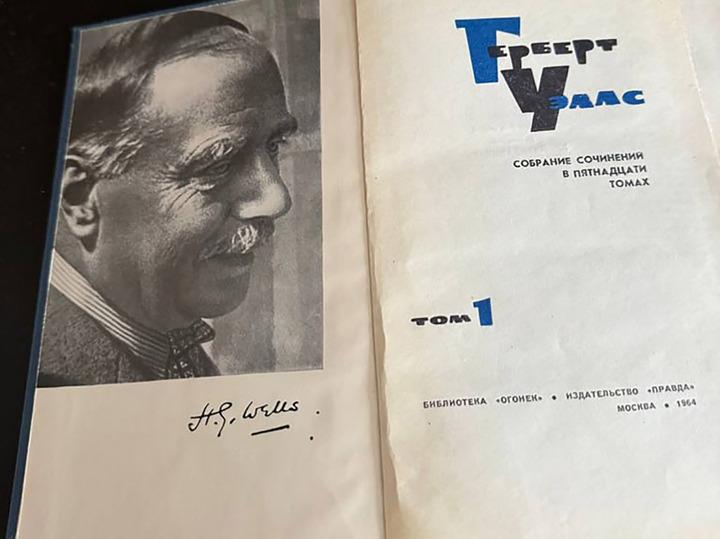 H.G. Wells
Герберт
Уэллс
СОБРАНИЕ СОЧИНЕНИЙ
В ПЯТНАДЦАТИ
ТОМАХ
ТОМ 1
БИБЛИОТЕКА «ОГОНЕК» • ИЗДАТЕЛЬСТВО «ПРАВДА»
МОСКВА • 1964